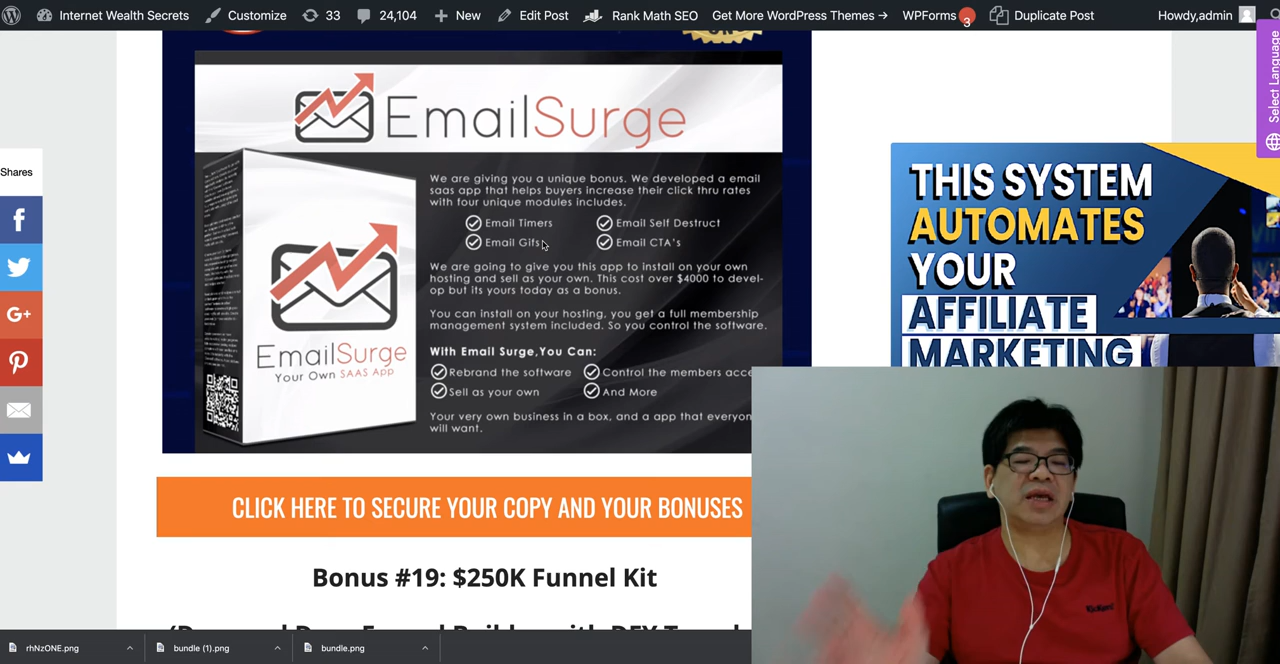 Internet Wealth Secrets Customize 33 24,104 New Edit Post Rank Math SEO Get More WordPress Themes → WPForms 3 Duplicate Post Howdy,admin
Select Language
Shares
EmailSurge
We are giving you a unique bonus. We developed a email
saas app that helps buyers increase their click thru rates
with four unique modules includes.
Email Timers Email Self Destruct
Email Gifs Email CTA's
We are going to give you this app to install on your own
hosting and sell as your own. This cost over $4000 to devel-
op but its yours today as a bonus.
You can install on your hosting, you get a full membership
management system included. So you control the software.
With Email Surge,You Can:
Rebrand the software Control the members acce
Sell as your own And More
Your very own business in a box, and a app that everyon
will want.
EmailSurge
Your Own SAAS App
THIS SYSTEM
AUTOMATES
YOUR
AFFILIATE
MARKETING
CLICK HERE TO SECURE YOUR COPY AND YOUR BONUSES
Bonus #19: $250K Funnel Kit
rhNzONE.png bundle (1).png bundle.png